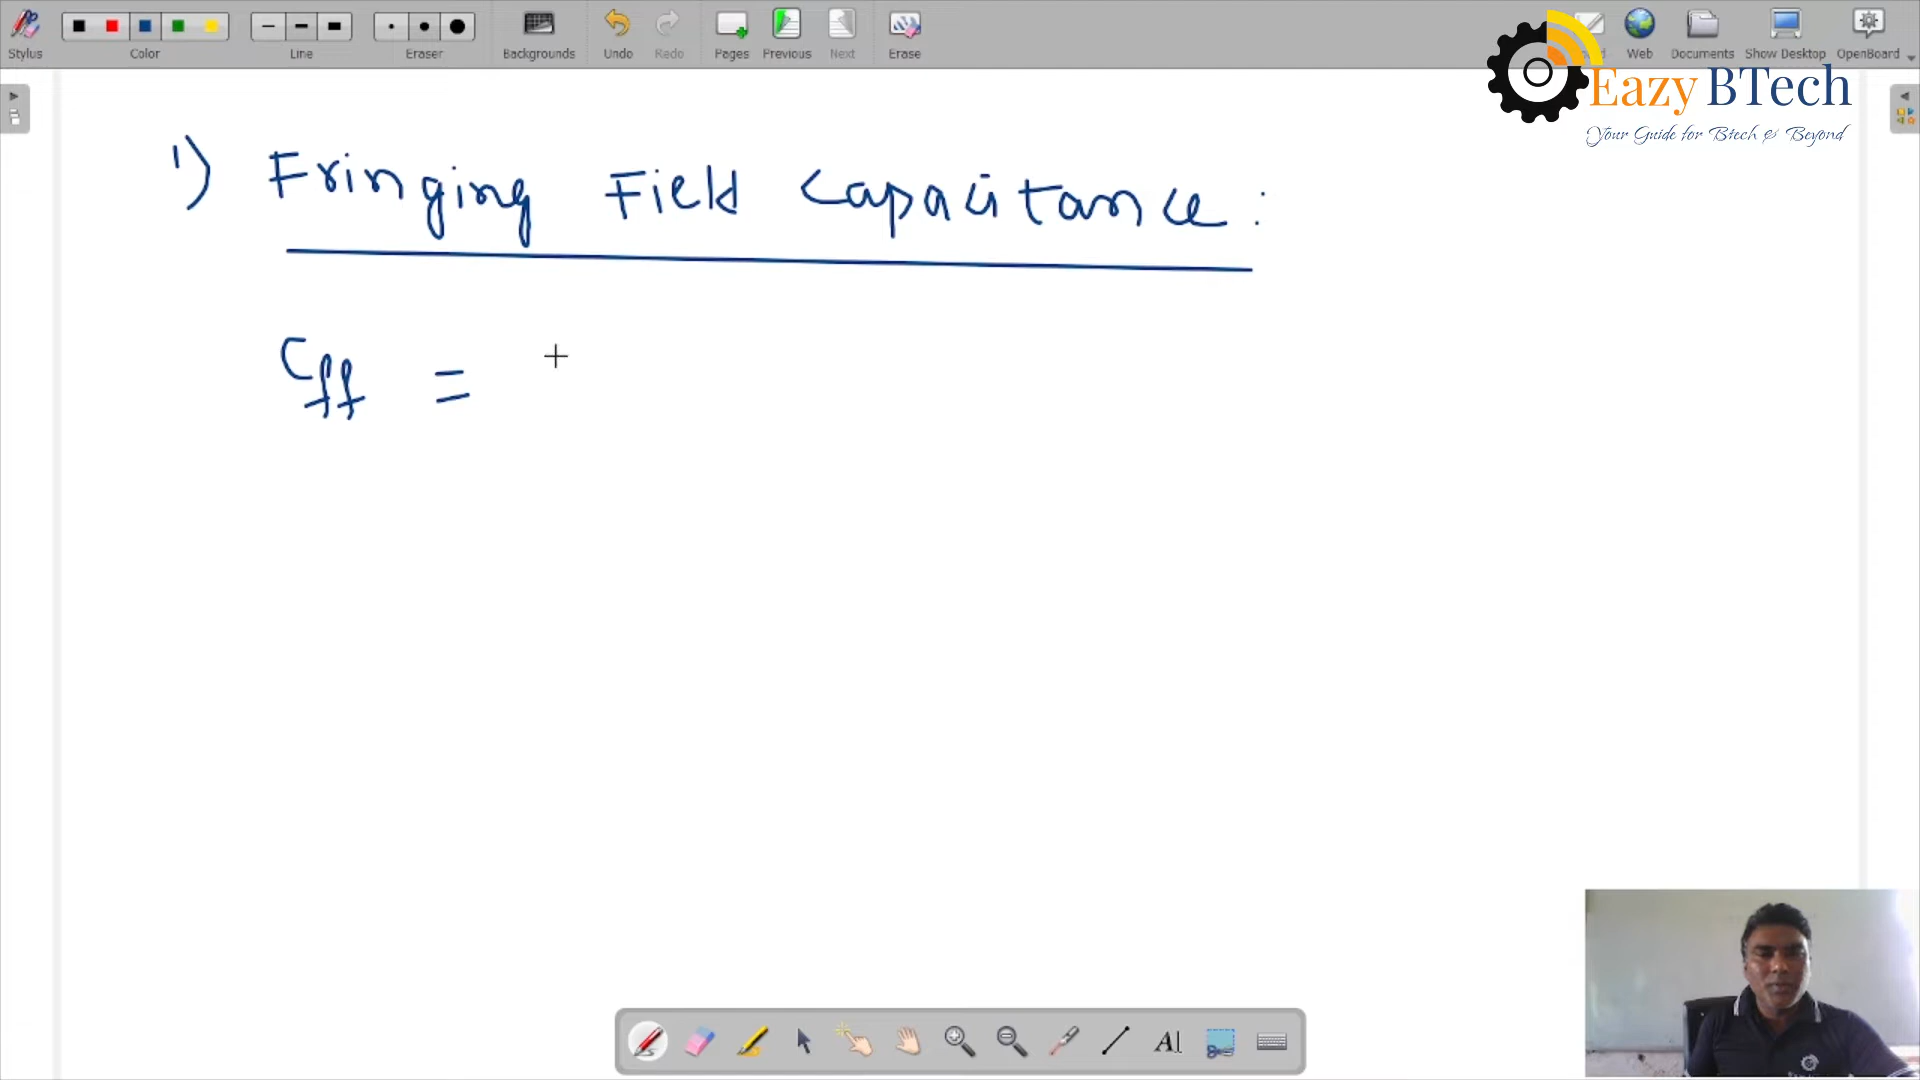 Stylus Color Line Eraser Backgrounds Undo Redo Pages Previous Next Erase Web Documents Show Desktop OpenBoard
Eazy BTech
Your Guide for Btech & Beyond
1) Fringing Field Capacitance :
Cff =
AI